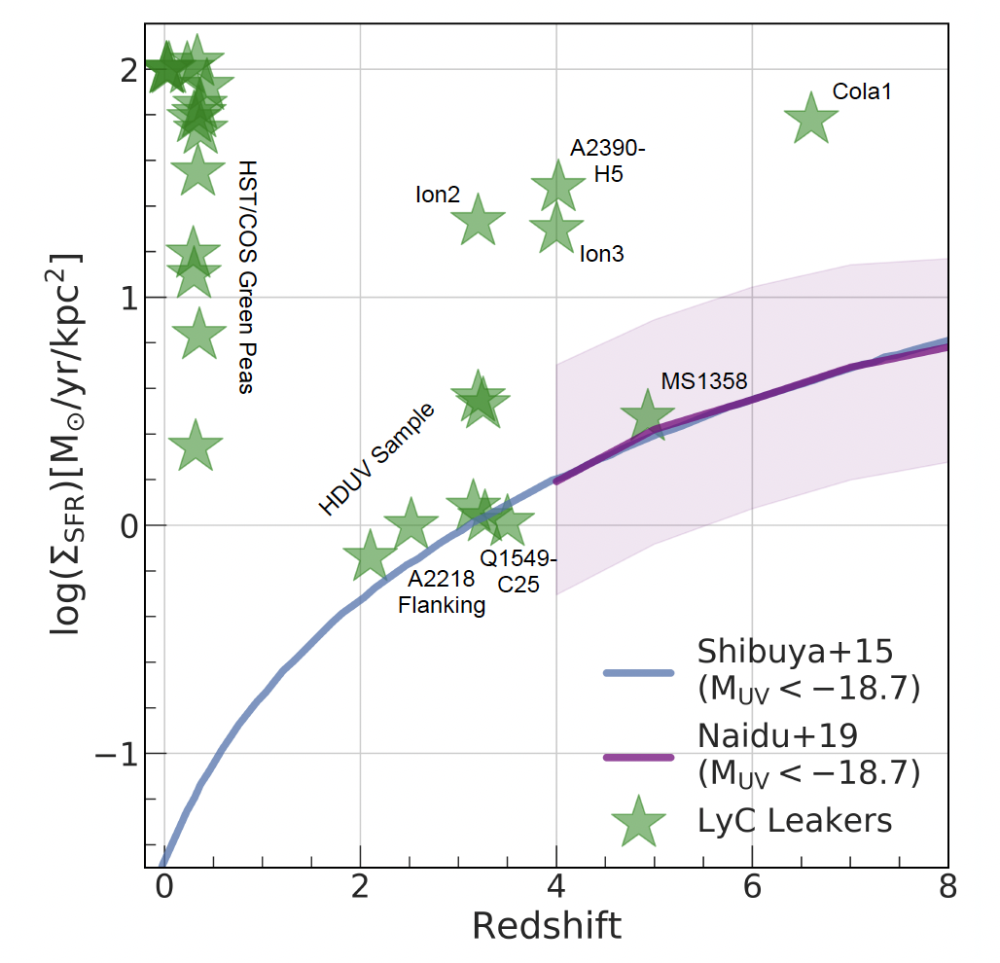 2
1
0
−1
log(Σ_SFR)[M_⊙/yr/kpc²]
0
2
4
6
8
Redshift
HST/COS Green Peas
Ion2
A2390-
H5
Ion3
Cola1
MS1358
HDUV Sample
A2218
Flanking
Q1549-
C25
Shibuya+15
(M_UV < −18.7)
Naidu+19
(M_UV < −18.7)
LyC Leakers